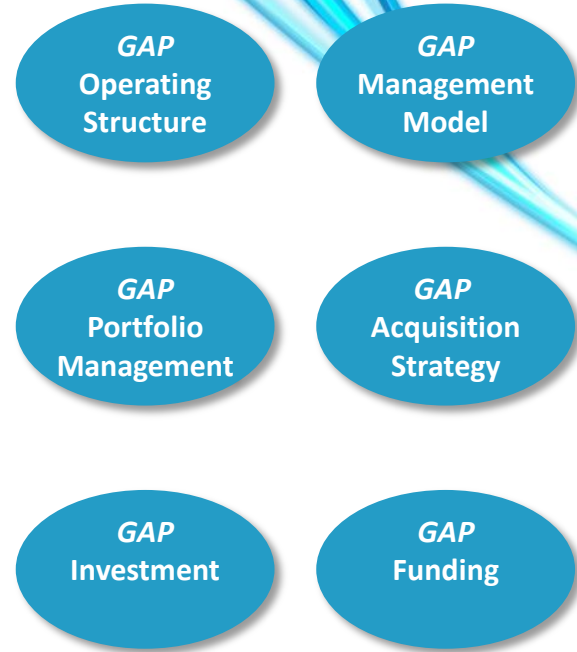 GAP
Operating
Structure
GAP
Management
Model
GAP
Portfolio
Management
GAP
Acquisition
Strategy
GAP
Investment
GAP
Funding